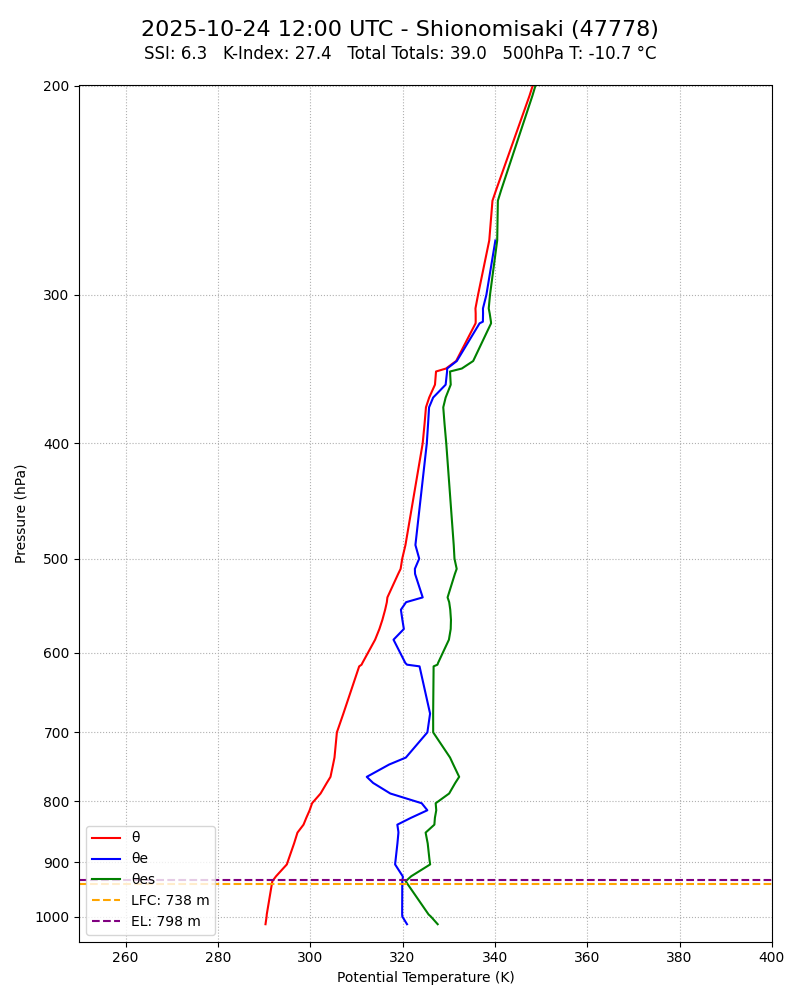 2025-10-24 12:00 UTC - Shionomisaki (47778)
SSI: 6.3   K-Index: 27.4   Total Totals: 39.0   500hPa T: -10.7 °C
200
300
400
500
600
700
800
900
1000
Pressure (hPa)
θ
θe
θes
LFC: 738 m
EL: 798 m
260
280
300
320
340
360
380
400
Potential Temperature (K)